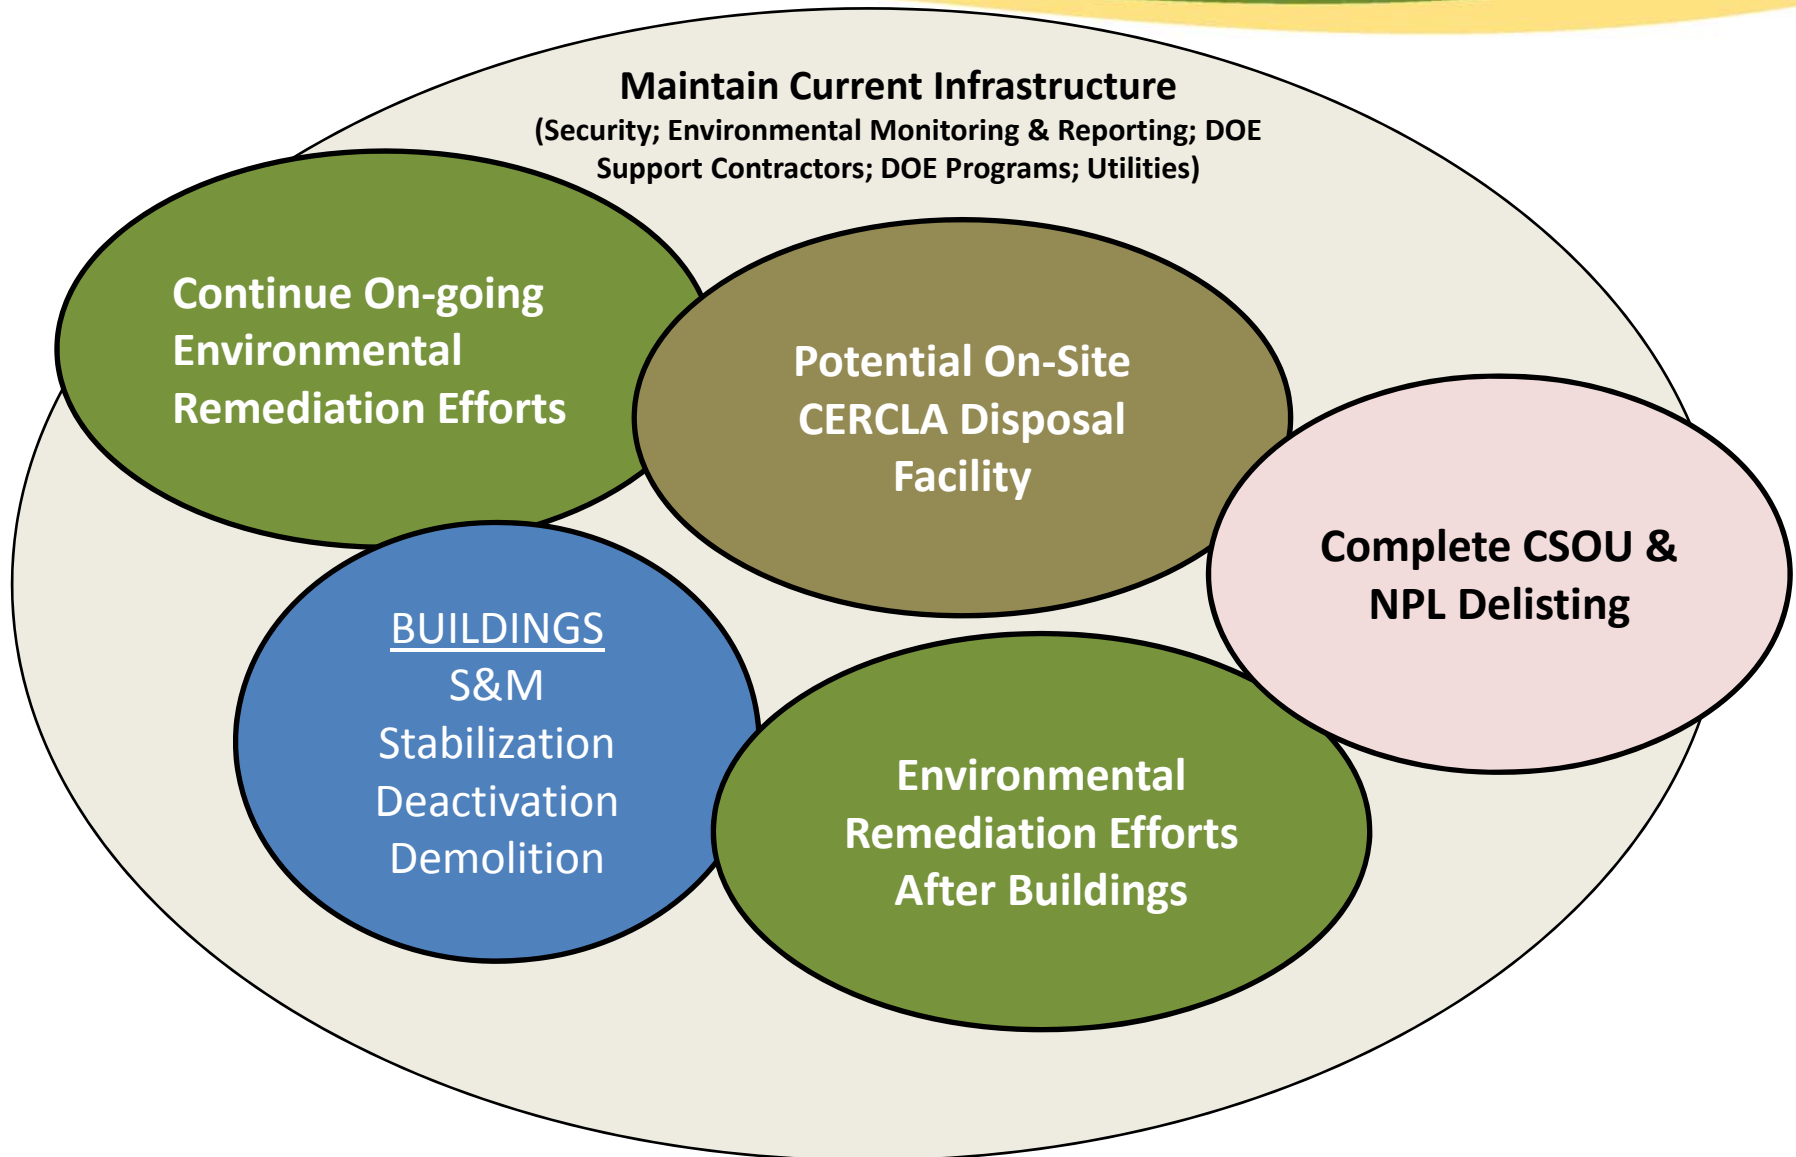 Maintain Current Infrastructure
(Security; Environmental Monitoring & Reporting; DOE
Support Contractors; DOE Programs; Utilities)
Continue On-going
Environmental
Remediation Efforts
Potential On-Site
CERCLA Disposal
Facility
Complete CSOU &
NPL Delisting
BUILDINGS
S&M
Stabilization
Deactivation
Demolition
Environmental
Remediation Efforts
After Buildings